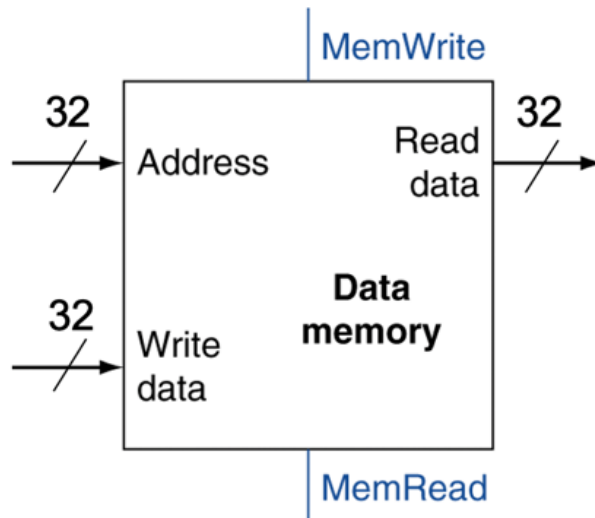 MemWrite
32
32
Address
Read
data
Data
memory
32
Write
data
MemRead